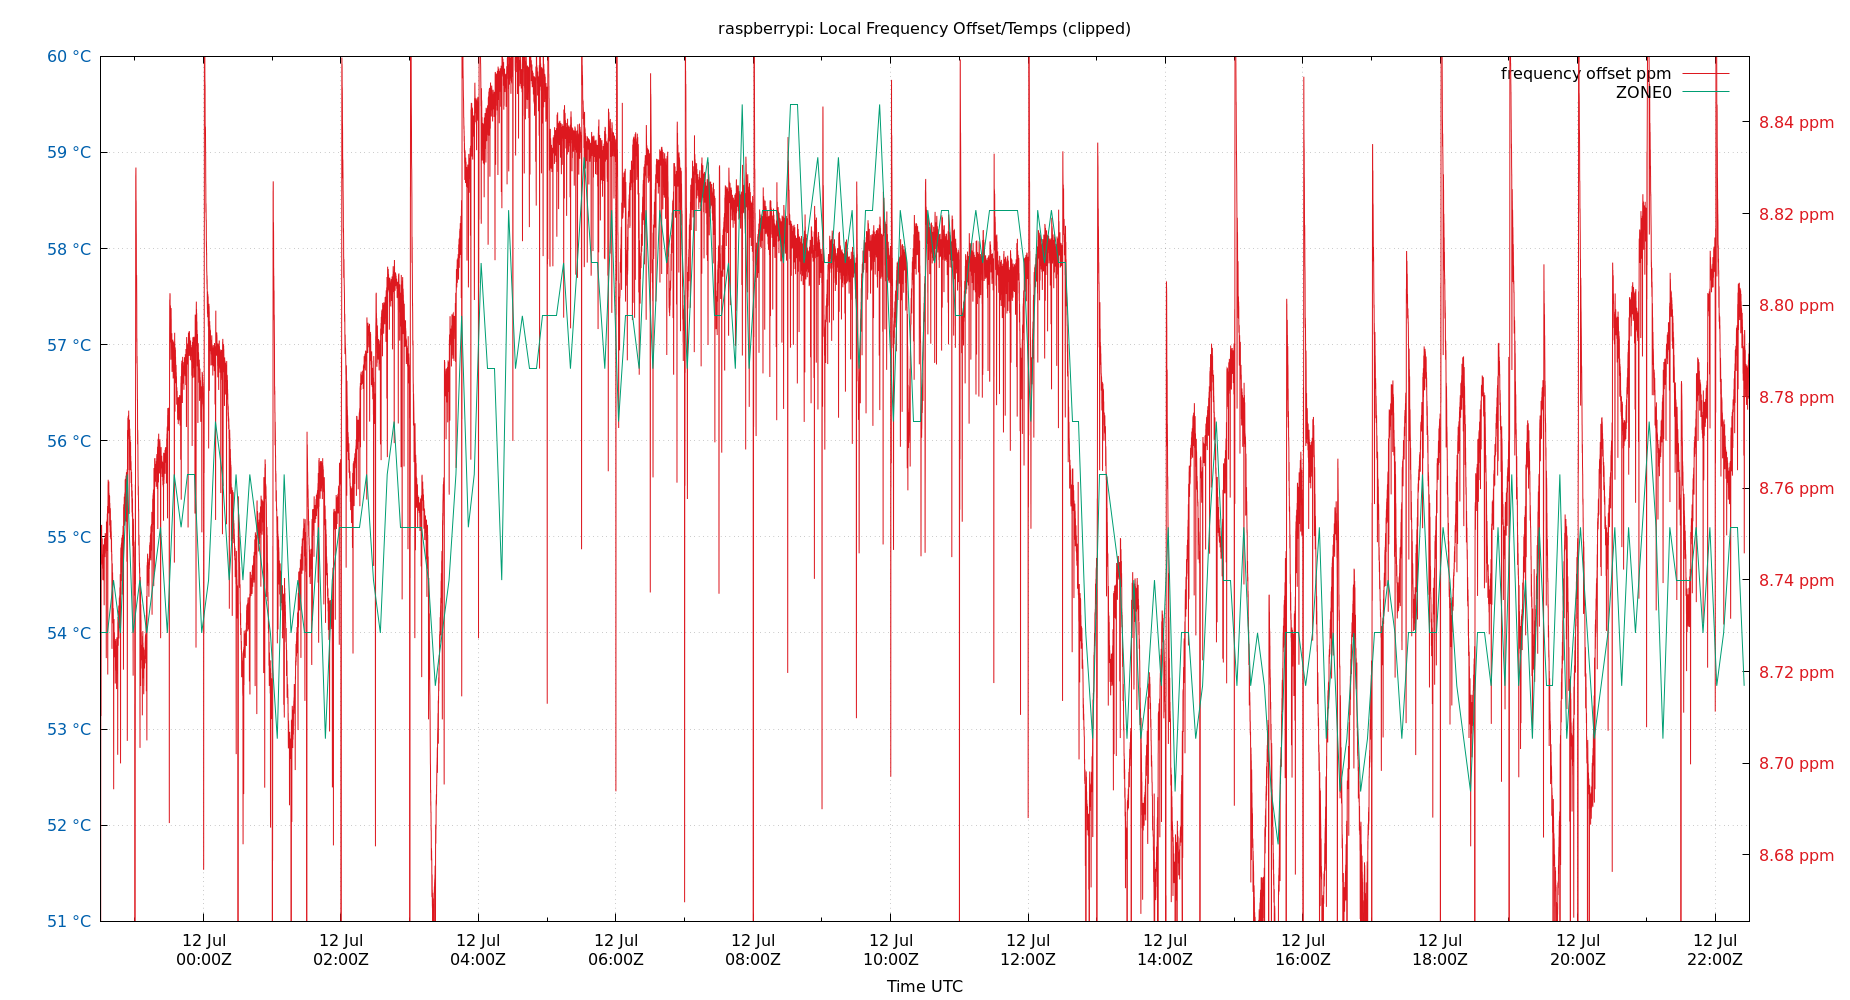 raspberrypi: Local Frequency Offset/Temps (clipped)
60 °C
59 °C
58 °C
57 °C
56 °C
55 °C
54 °C
53 °C
52 °C
51 °C
frequency offset ppm
ZONE0
8.84 ppm
8.82 ppm
8.80 ppm
8.78 ppm
8.76 ppm
8.74 ppm
8.72 ppm
8.70 ppm
8.68 ppm
12 Jul
00:00Z
12 Jul
02:00Z
12 Jul
04:00Z
12 Jul
06:00Z
12 Jul
08:00Z
12 Jul
10:00Z
12 Jul
12:00Z
12 Jul
14:00Z
12 Jul
16:00Z
12 Jul
18:00Z
12 Jul
20:00Z
12 Jul
22:00Z
Time UTC